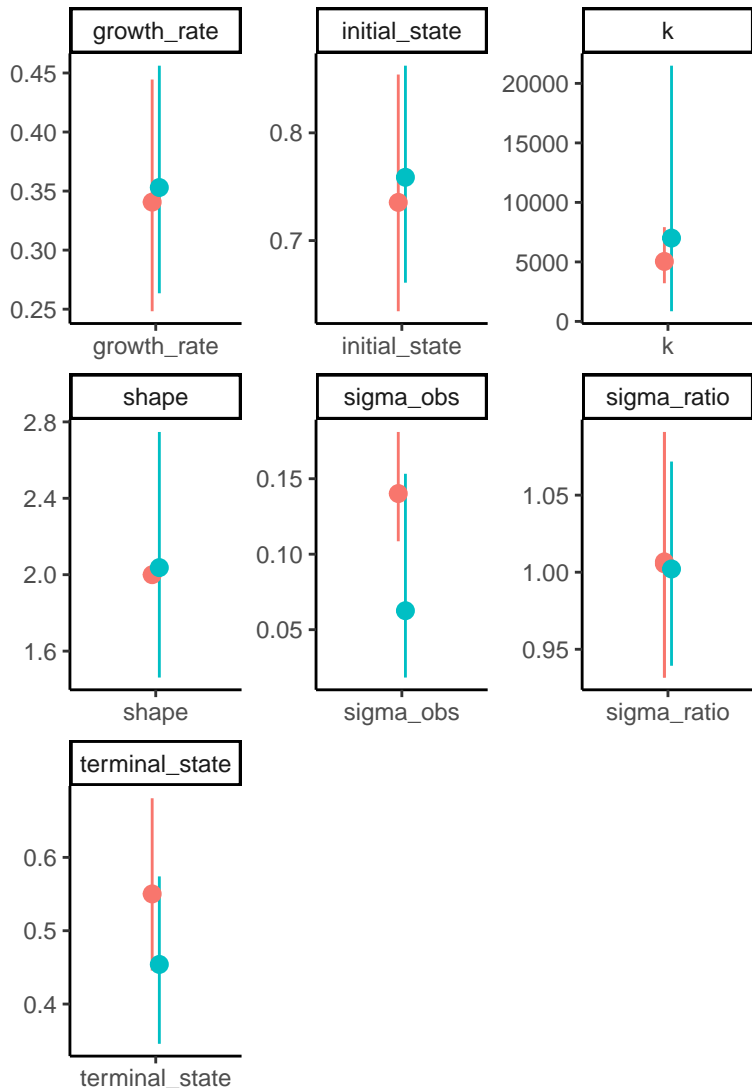 growth_rate
0.45
0.40
0.35
0.30
0.25
growth_rate
initial_state
0.8
0.7
initial_state
k
20000
15000
10000
5000
0
k
shape
2.8
2.4
2.0
1.6
shape
sigma_obs
0.15
0.10
0.05
sigma_obs
sigma_ratio
1.05
1.00
0.95
sigma_ratio
terminal_state
0.6
0.5
0.4
terminal_state